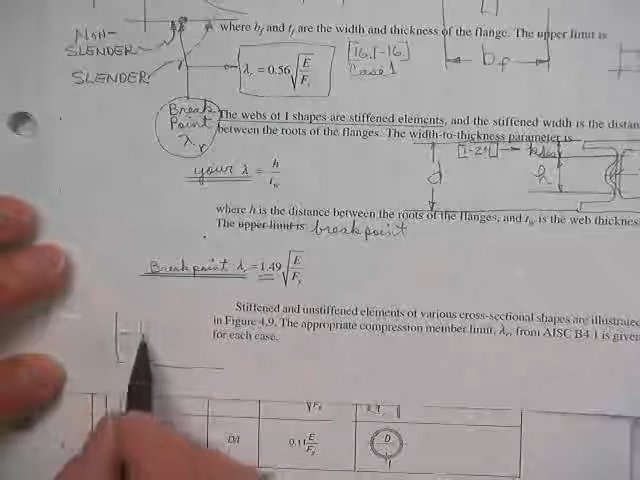 where b_f and t_f are the width and thickness of the flange. The upper limit is
NON-
SLENDER
SLENDER
λ_r = 0.56 √(E/F_y)
[16.1-16]
Case 1
b_f
Break
Point
λ_r
The webs of I shapes are stiffened elements, and the stiffened width is the distan
between the roots of the flanges. The width-to-thickness parameter is
[1-24]
k_des
d
h
your λ = h/t_w
where h is the distance between the roots of the flanges, and t_w is the web thickness
The upper limit is breakpoint
Breakpoint λ_r = 1.49 √(E/F_y)
Stiffened and unstiffened elements of various cross-sectional shapes are illustrated
in Figure 4.9. The appropriate compression member limit, λ_r, from AISC B4.1 is given
for each case.
D/t
0.11 E/F_y
D